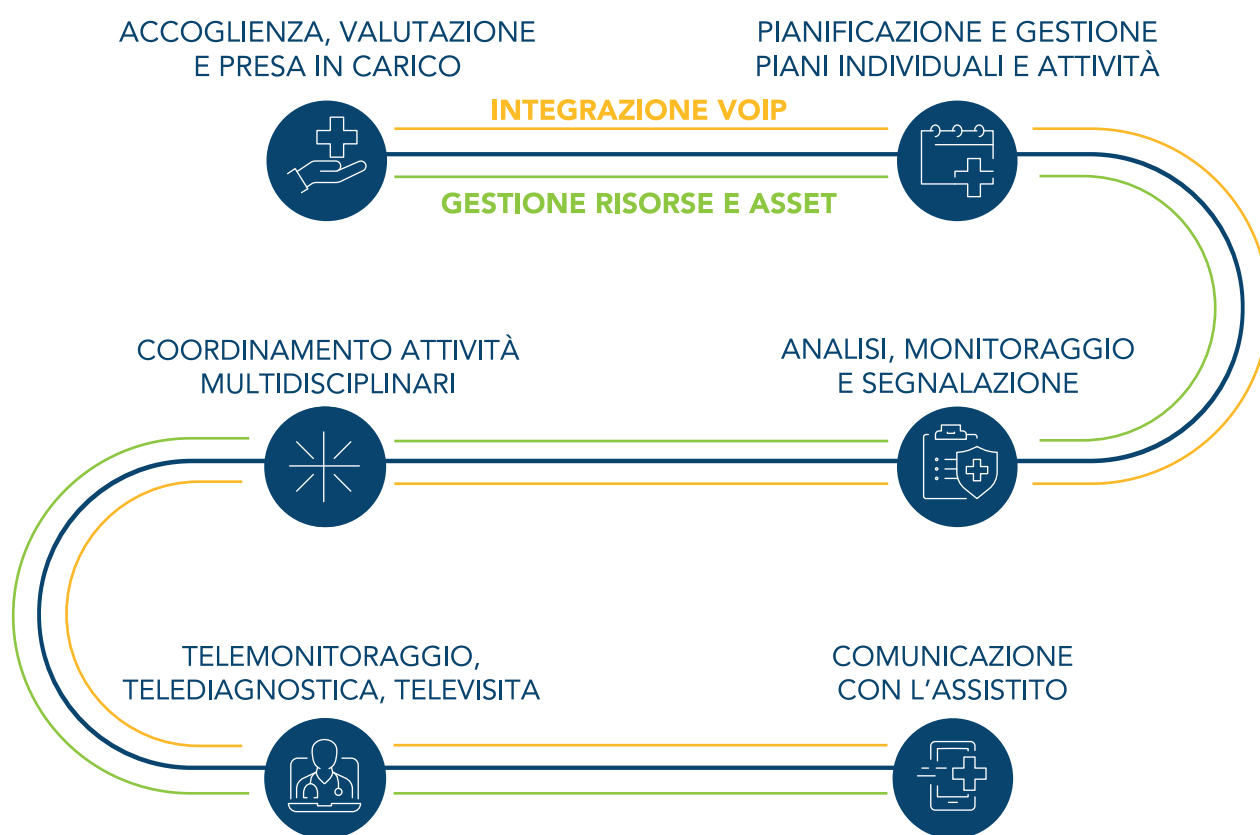 ACCOGLIENZA, VALUTAZIONE
E PRESA IN CARICO
PIANIFICAZIONE E GESTIONE
PIANI INDIVIDUALI E ATTIVITÀ
INTEGRAZIONE VOIP
GESTIONE RISORSE E ASSET
COORDINAMENTO ATTIVITÀ
MULTIDISCIPLINARI
ANALISI, MONITORAGGIO
E SEGNALAZIONE
TELEMONITORAGGIO,
TELEDIAGNOSTICA, TELEVISITA
COMUNICAZIONE
CON L'ASSISTITO